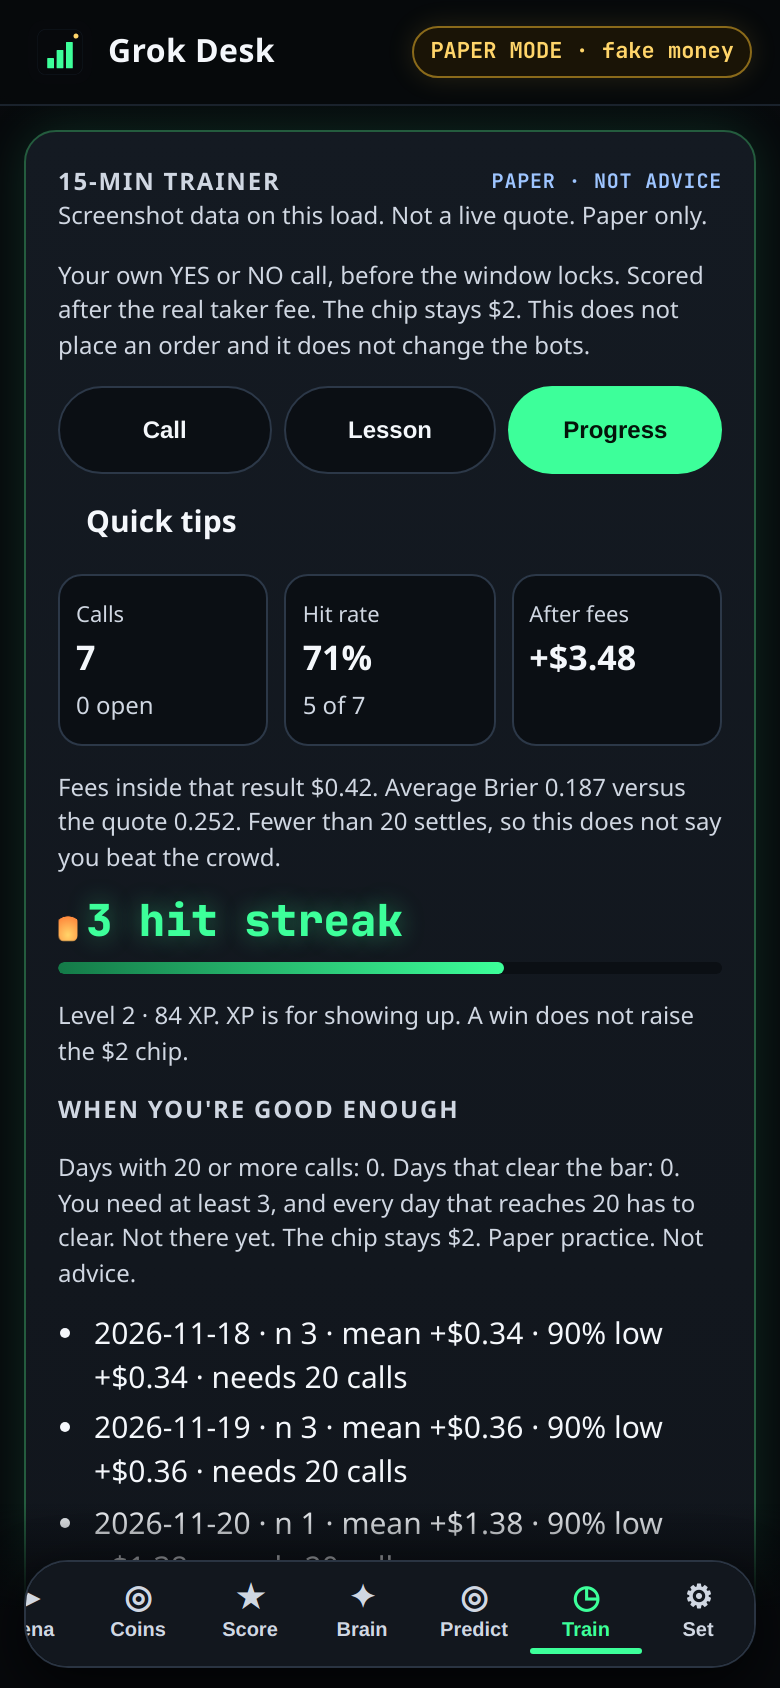 Grok Desk
PAPER MODE · fake money
15-MIN TRAINER
PAPER · NOT ADVICE
Screenshot data on this load. Not a live quote. Paper only.
Your own YES or NO call, before the window locks. Scored
after the real taker fee. The chip stays $2. This does not
place an order and it does not change the bots.
Call
Lesson
Progress
Quick tips
Calls
7
0 open
Hit rate
71%
5 of 7
After fees
+$3.48
Fees inside that result $0.42. Average Brier 0.187 versus
the quote 0.252. Fewer than 20 settles, so this does not say
you beat the crowd.
3 hit streak
Level 2 · 84 XP. XP is for showing up. A win does not raise
the $2 chip.
WHEN YOU'RE GOOD ENOUGH
Days with 20 or more calls: 0. Days that clear the bar: 0.
You need at least 3, and every day that reaches 20 has to
clear. Not there yet. The chip stays $2. Paper practice. Not
advice.
• 2026-11-18 · n 3 · mean +$0.34 · 90% low
+$0.34 · needs 20 calls
• 2026-11-19 · n 3 · mean +$0.36 · 90% low
+$0.36 · needs 20 calls
• 2026-11-20 · n 1 · mean +$1.38 · 90% low
ena
Coins
Score
Brain
Predict
Train
Set